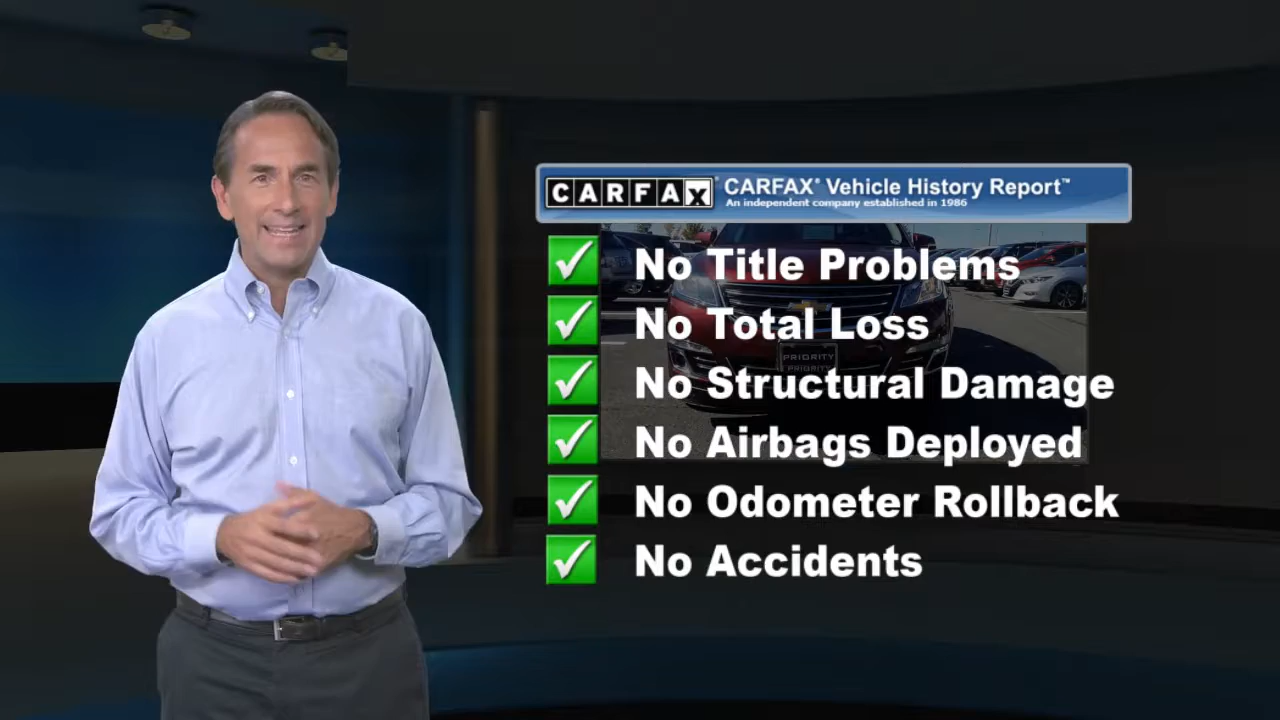 CARFAX CARFAX® Vehicle History Report™
An independent company established in 1986
No Title Problems
No Total Loss
No Structural Damage
PRIORITY
PRIORITY
No Airbags Deployed
No Odometer Rollback
No Accidents